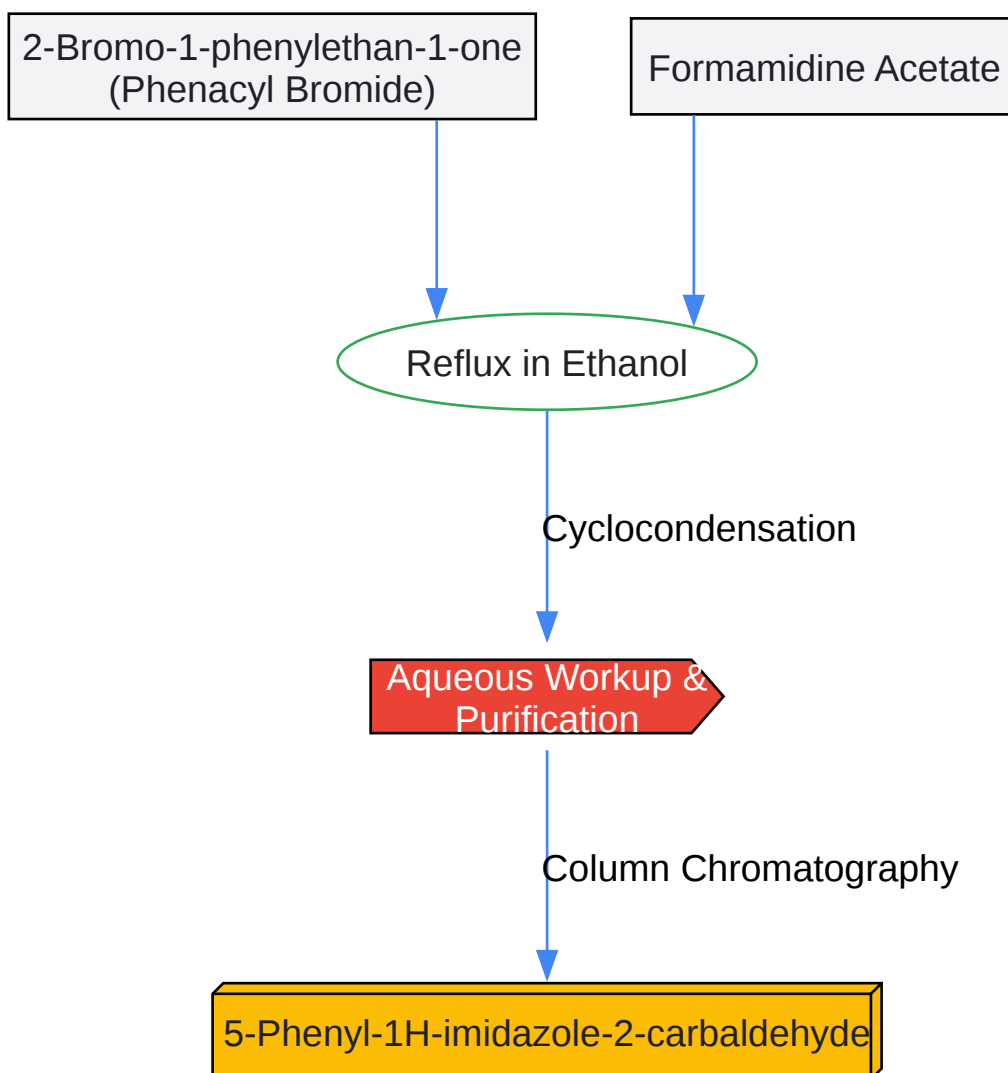 2-Bromo-1-phenylethan-1-one
(Phenacyl Bromide)
Formamidine Acetate
Reflux in Ethanol
Cyclocondensation
Aqueous Workup &
Purification
Column Chromatography
5-Phenyl-1H-imidazole-2-carbaldehyde